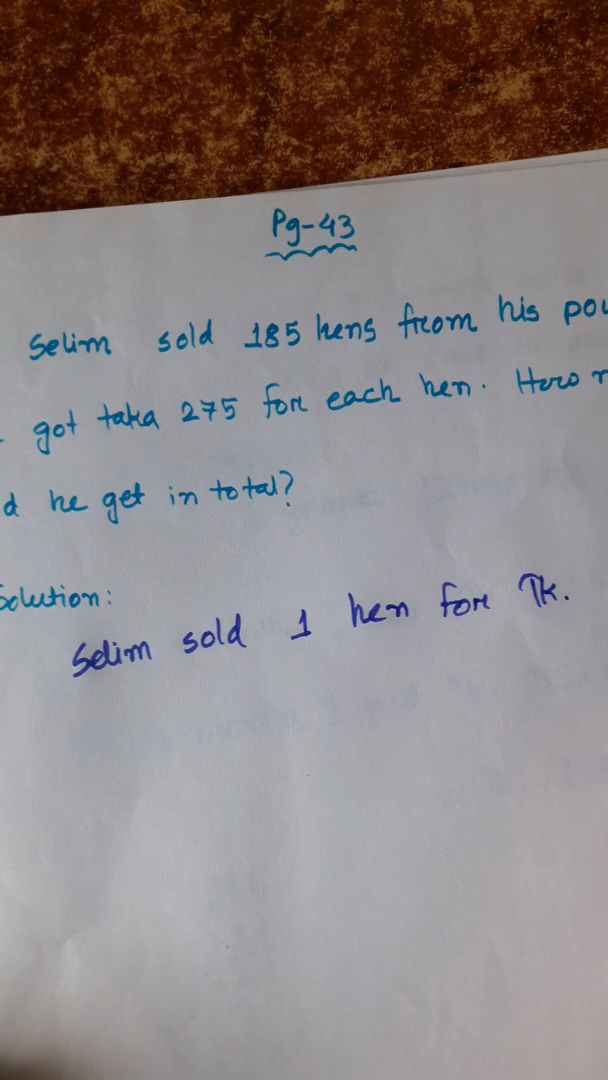 Pg-43
Selim sold 185 hens from his
got taka 275 for each hen.
he get in total?
Solution:
Selim sold 1 hen for Tk.